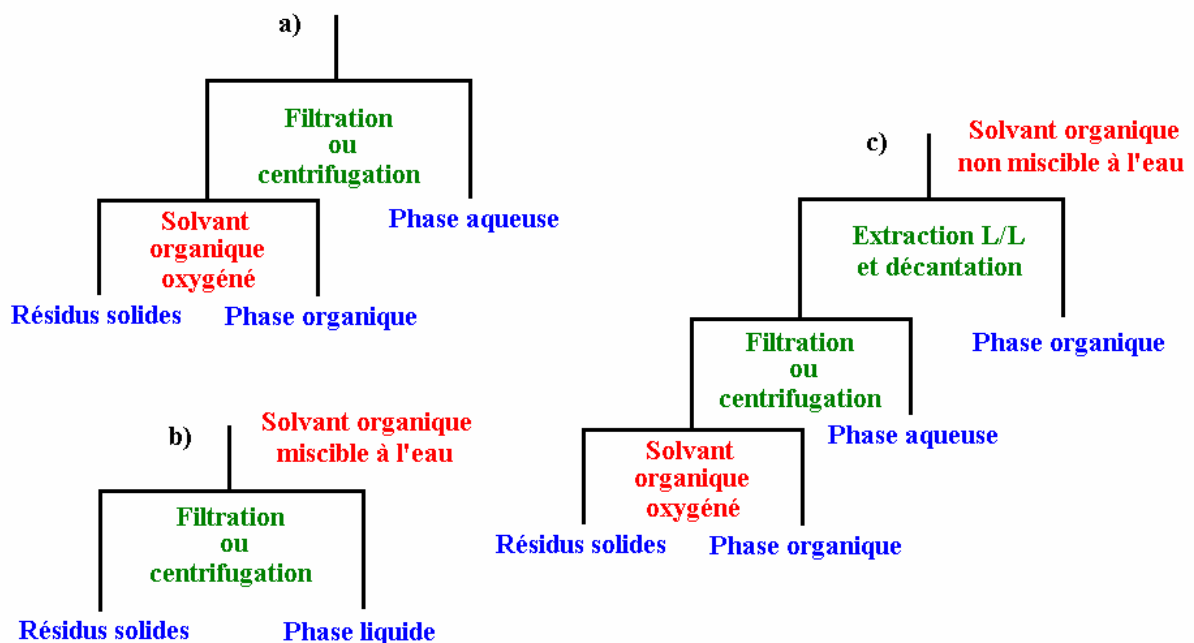 a)
Filtration
ou
centrifugation
Phase aqueuse
Solvant
organique
oxygéné
Résidus solides
Phase organique
b)
Solvant organique
miscible à l'eau
Filtration
ou
centrifugation
Résidus solides
Phase liquide
c)
Solvant organique
non miscible à l'eau
Extraction L/L
et décantation
Phase organique
Filtration
ou
centrifugation
Phase aqueuse
Solvant
organique
oxygéné
Résidus solides
Phase organique